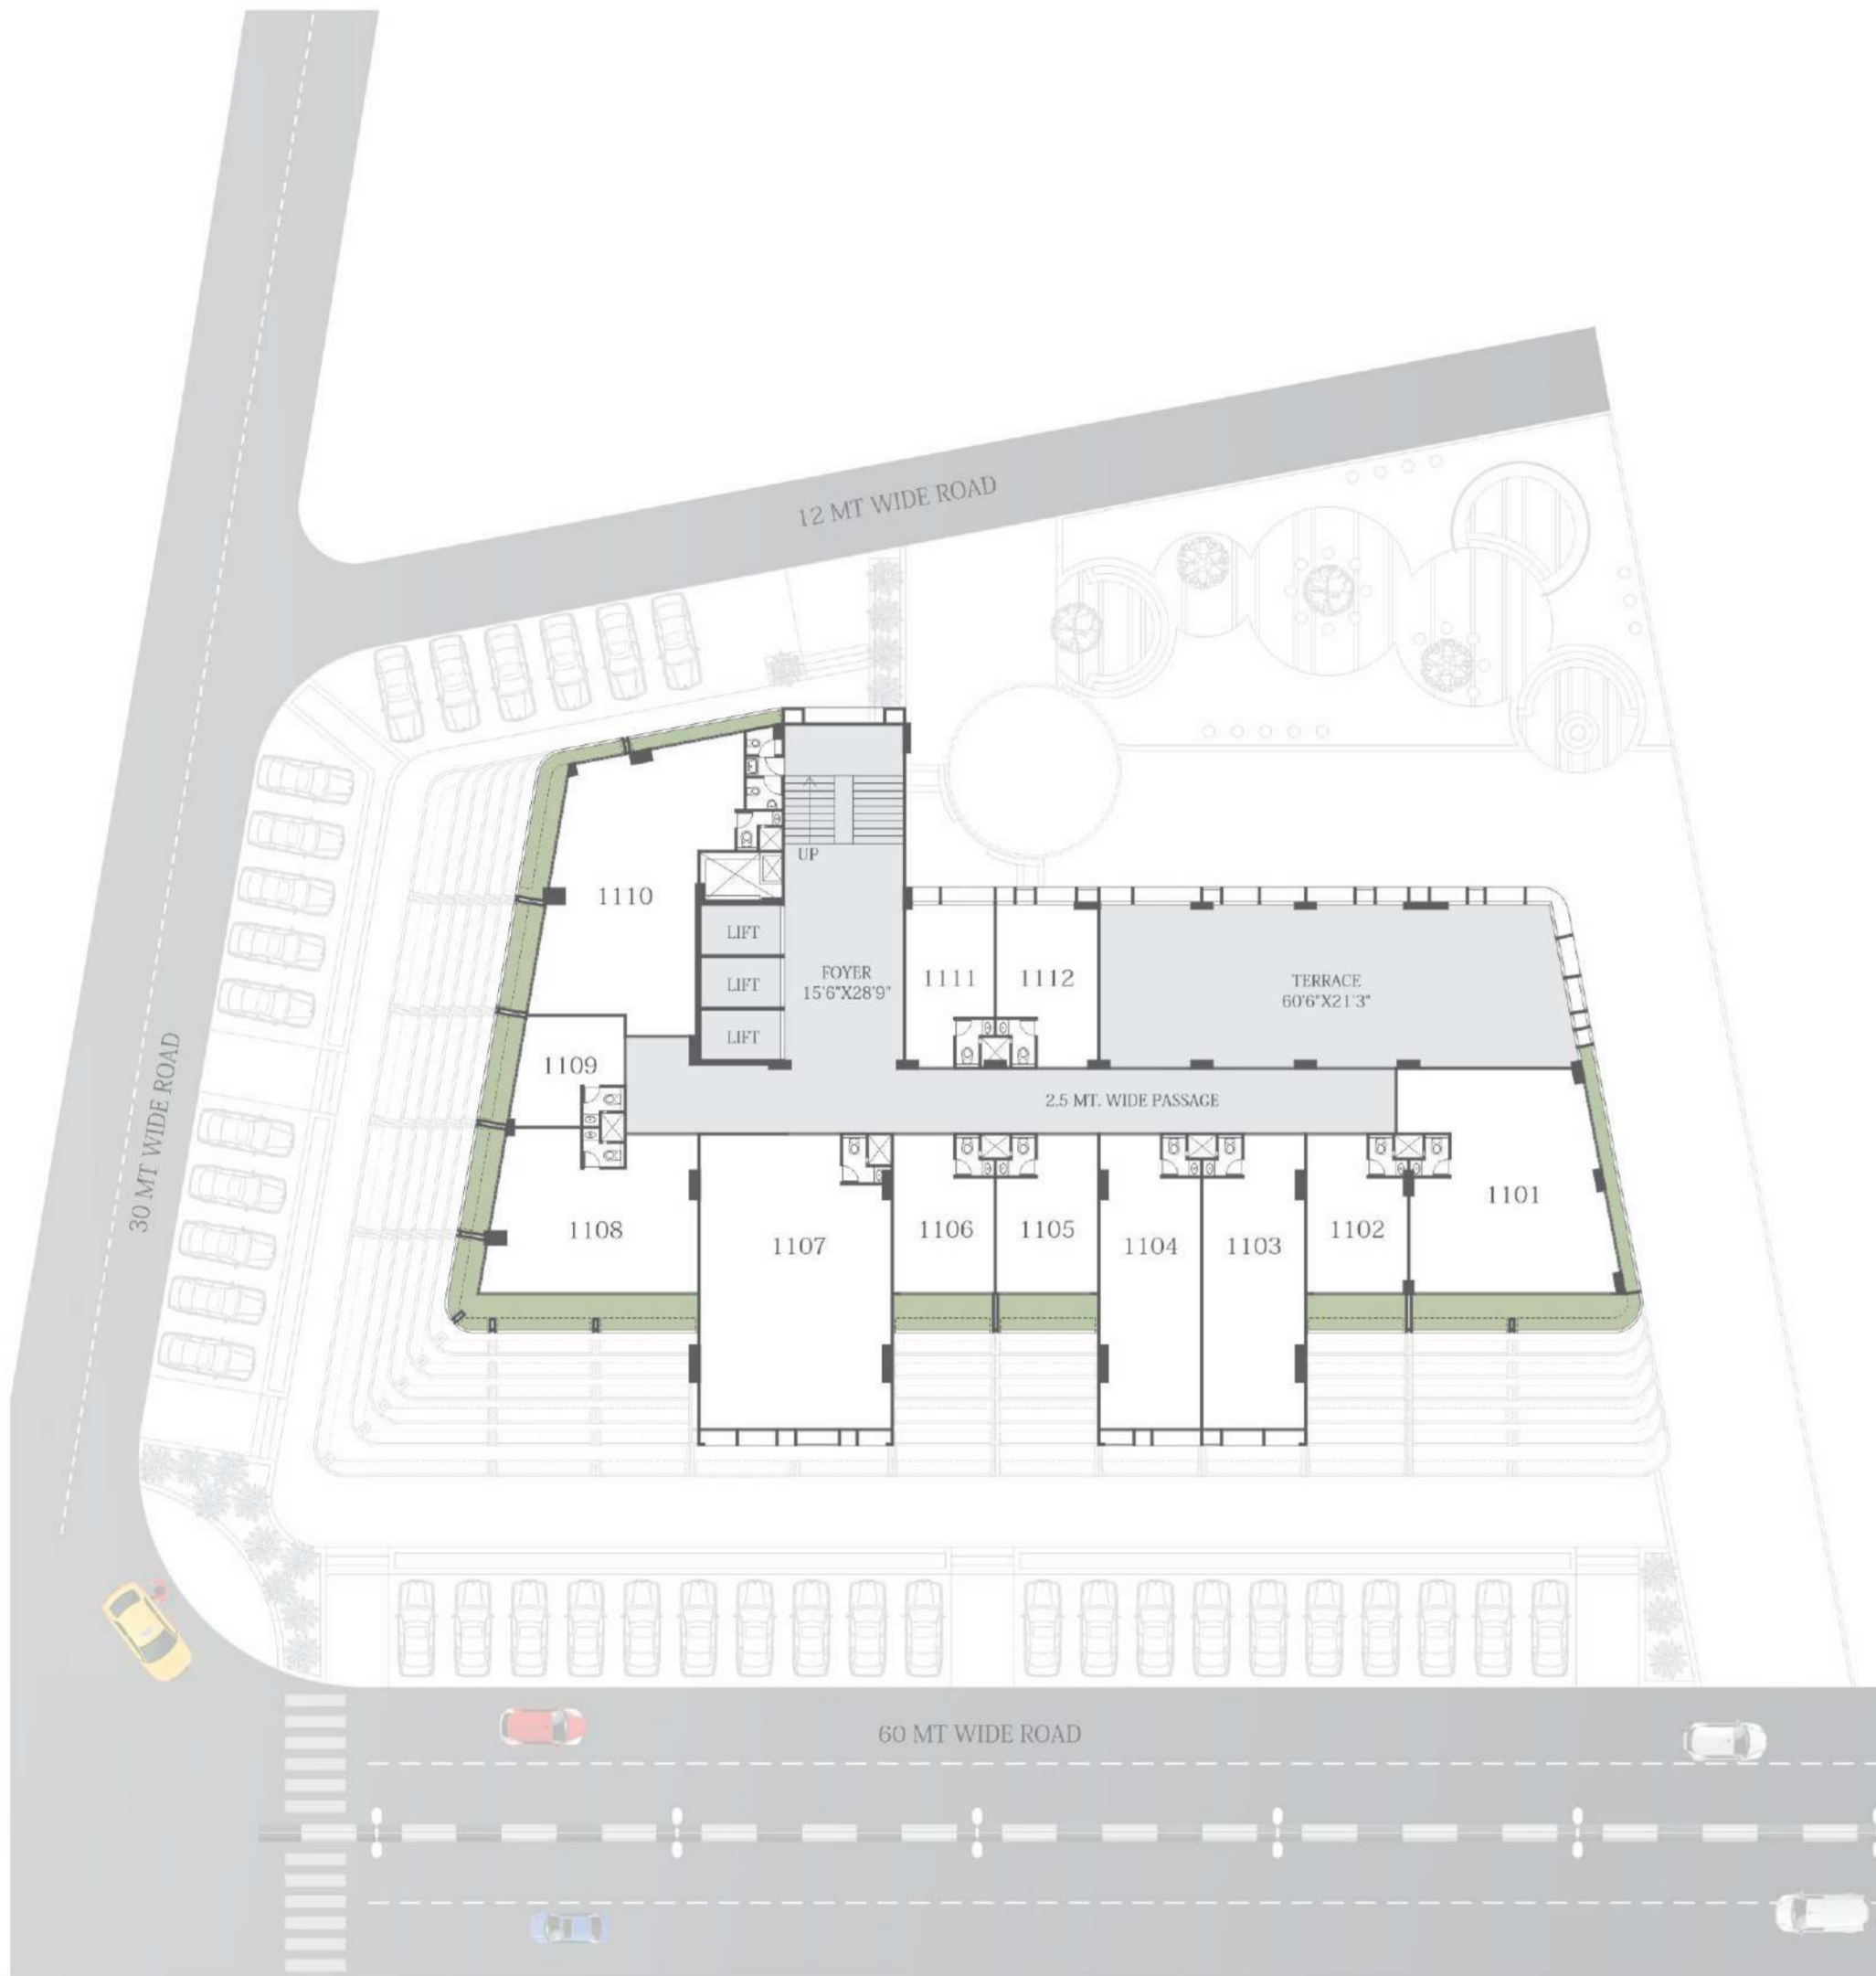 12 MT WIDE ROAD
30 MT WIDE ROAD
UP
1110
LIFT
LIFT
LIFT
FOYER
15'6"X28'9"
1111
1112
TERRACE
60'6"X21'3"
1109
2.5 MT. WIDE PASSAGE
1108
1107
1106
1105
1104
1103
1102
1101
60 MT WIDE ROAD